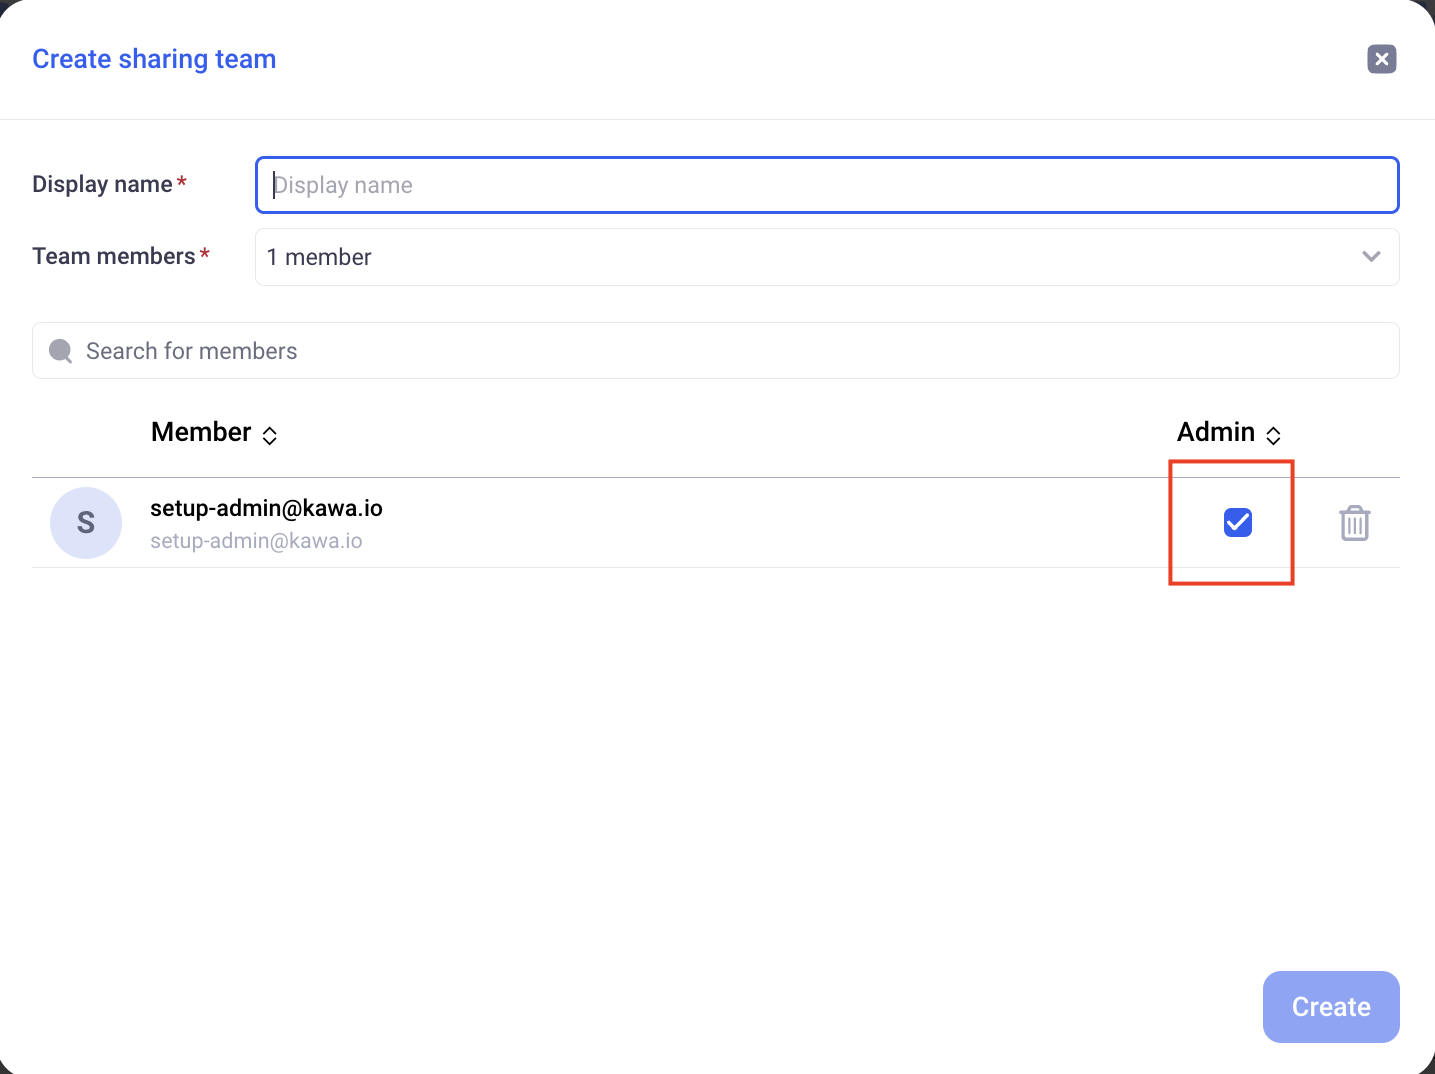 Create sharing team
Display name*
Display name
Team members*
1 member
Search for members
Member
Admin
S
setup-admin@kawa.io
setup-admin@kawa.io
Create